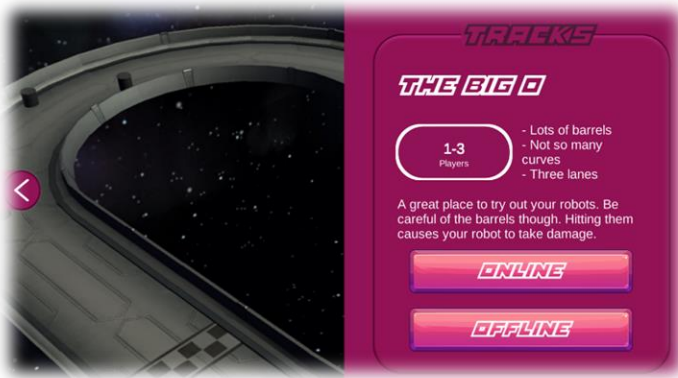 TRACKS
THE BIG O
1-3
Players
- Lots of barrels
- Not so many
curves
- Three lanes
A great place to try out your robots. Be
careful of the barrels though. Hitting them
causes your robot to take damage.
ONLINE
OFFLINE